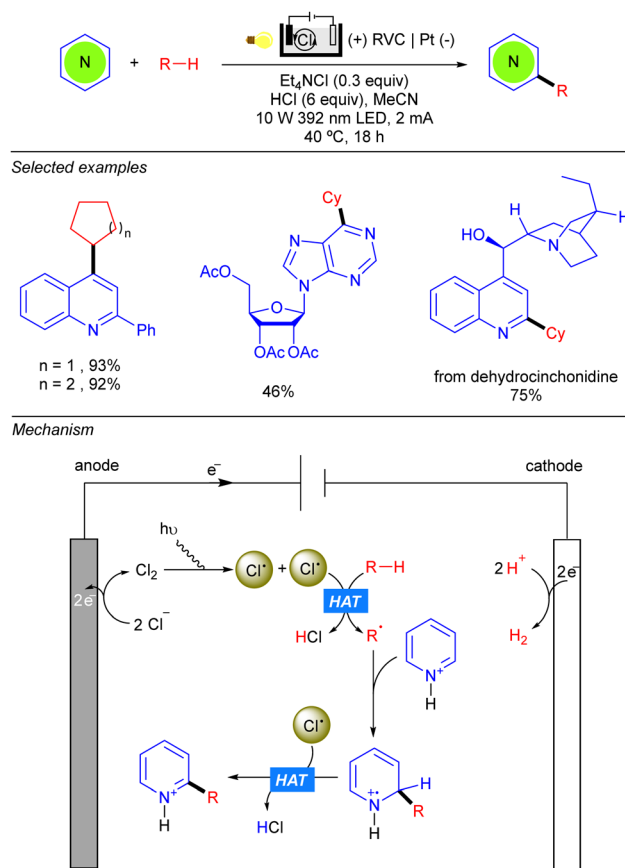 N + R–H
Cl
(+) RVC | Pt (-)
Et₄NCl (0.3 equiv)
HCl (6 equiv), MeCN
10 W 392 nm LED, 2 mA
40 ºC, 18 h
N
R
Selected examples
( )n
N
Ph
n = 1 , 93%
n = 2 , 92%
Cy
N N
N N
AcO
O
OAc OAc
46%
H
H
HO
N
N
Cy
from dehydrocinchonidine
75%
Mechanism
anode
e⁻
cathode
hυ
Cl₂
Cl• + Cl•
R–H
2e⁻
2 Cl⁻
HAT
HCl
R•
2 H⁺
2e⁻
H₂
N⁺
H
Cl•
HAT
HCl
N⁺
R
H
H
N
+•
R
H